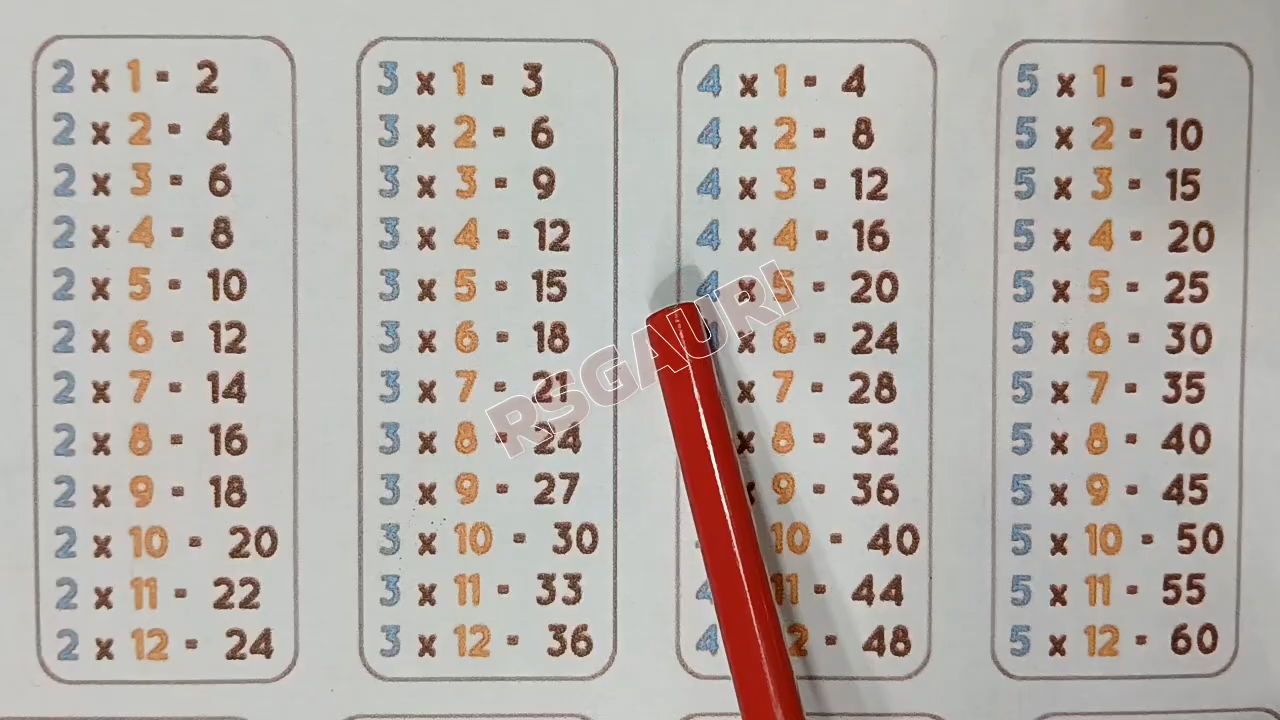 2 x 1 = 2
2 x 2 = 4
2 x 3 = 6
2 x 4 = 8
2 x 5 = 10
2 x 6 = 12
2 x 7 = 14
2 x 8 = 16
2 x 9 = 18
2 x 10 = 20
2 x 11 = 22
2 x 12 = 24
3 x 1 = 3
3 x 2 = 6
3 x 3 = 9
3 x 4 = 12
3 x 5 = 15
3 x 6 = 18
3 x 7 = 21
3 x 8 = 24
3 x 9 = 27
3 x 10 = 30
3 x 11 = 33
3 x 12 = 36
4 x 1 = 4
4 x 2 = 8
4 x 3 = 12
4 x 4 = 16
4 x 5 = 20
4 x 6 = 24
x 7 = 28
x 8 = 32
x 9 = 36
10 = 40
4 11 = 44
4 2 = 48
5 x 1 = 5
5 x 2 = 10
5 x 3 = 15
5 x 4 = 20
5 x 5 = 25
5 x 6 = 30
5 x 7 = 35
5 x 8 = 40
5 x 9 = 45
5 x 10 = 50
5 x 11 = 55
5 x 12 = 60
RSGAURI